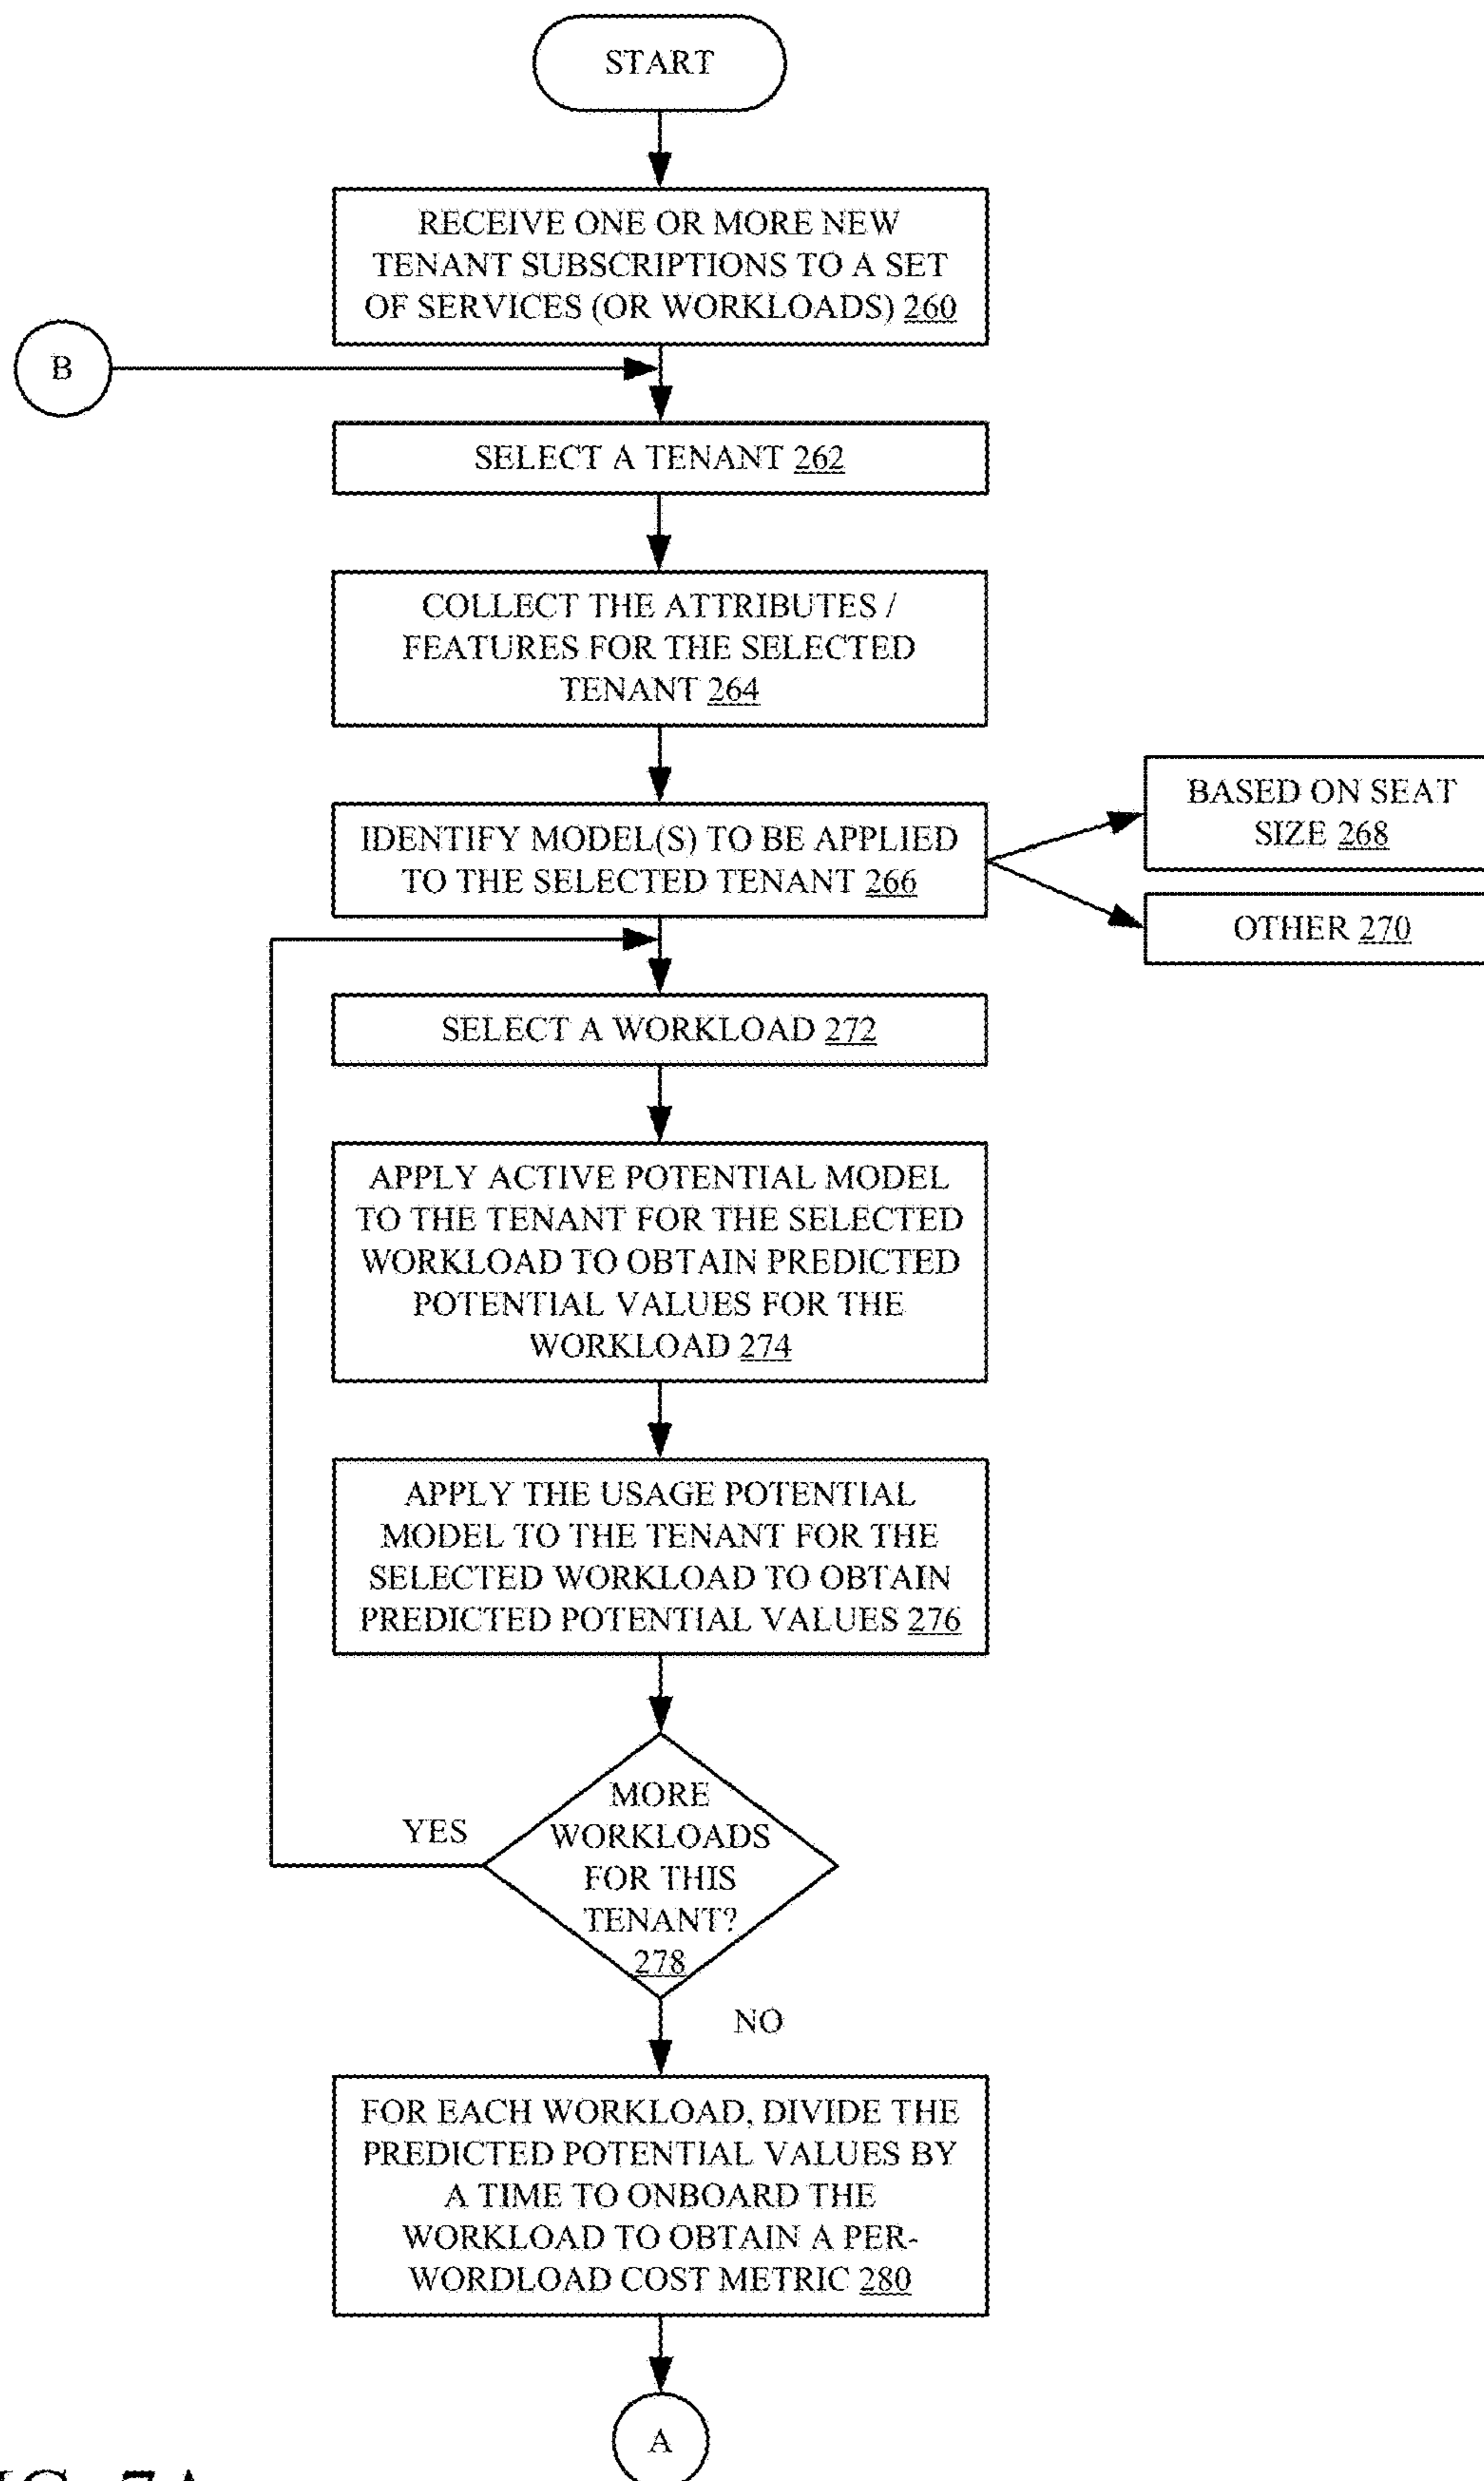 START
RECEIVE ONE OR MORE NEW
TENANT SUBSCRIPTIONS TO A SET
OF SERVICES (OR WORKLOADS) 260
B
SELECT A TENANT 262
COLLECT THE ATTRIBUTES /
FEATURES FOR THE SELECTED
TENANT 264
IDENTIFY MODEL(S) TO BE APPLIED
TO THE SELECTED TENANT 266
BASED ON SEAT
SIZE 268
OTHER 270
SELECT A WORKLOAD 272
APPLY ACTIVE POTENTIAL MODEL
TO THE TENANT FOR THE SELECTED
WORKLOAD TO OBTAIN PREDICTED
POTENTIAL VALUES FOR THE
WORKLOAD 274
APPLY THE USAGE POTENTIAL
MODEL TO THE TENANT FOR THE
SELECTED WORKLOAD TO OBTAIN
PREDICTED POTENTIAL VALUES 276
YES
MORE
WORKLOADS
FOR THIS
TENANT?
278
NO
FOR EACH WORKLOAD, DIVIDE THE
PREDICTED POTENTIAL VALUES BY
A TIME TO ONBOARD THE
WORKLOAD TO OBTAIN A PER-
WORDLOAD COST METRIC 280
A